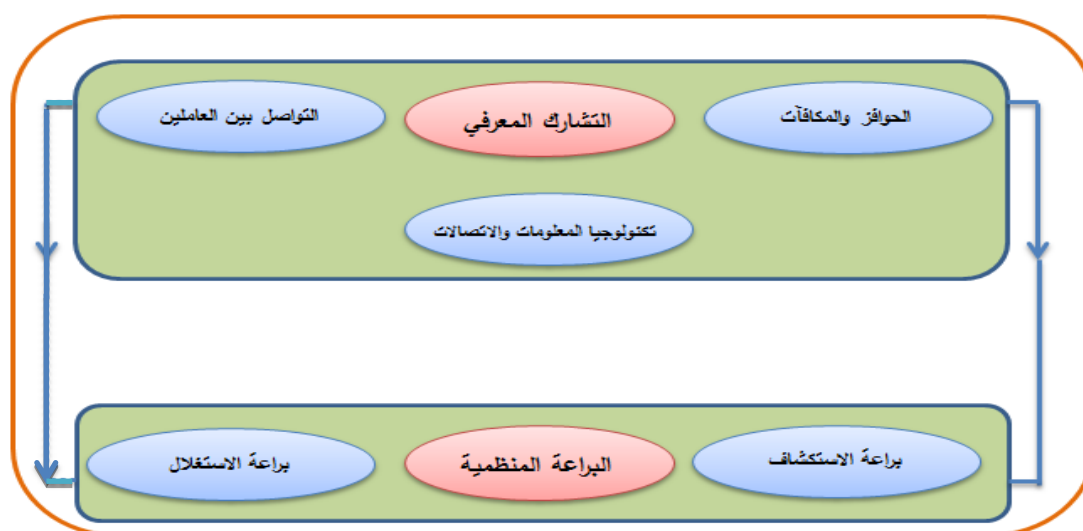 الحوافز والمكافآت
التشارك المعرفي
التواصل بين العاملين
تكنولوجيا المعلومات والاتصالات
براعة الاستكشاف
البراعة المنظمية
براعة الاستغلال